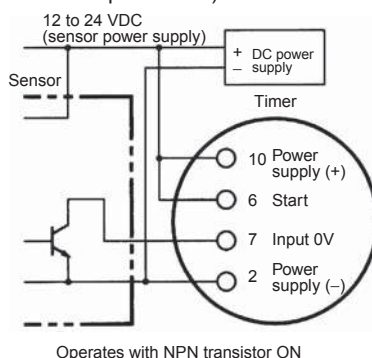 12 to 24 VDC
(sensor power supply)
+ DC power
– supply
Sensor
Timer
10 Power
supply (+)
6 Start
7 Input 0V
2 Power
supply (–)
Operates with NPN transistor ON